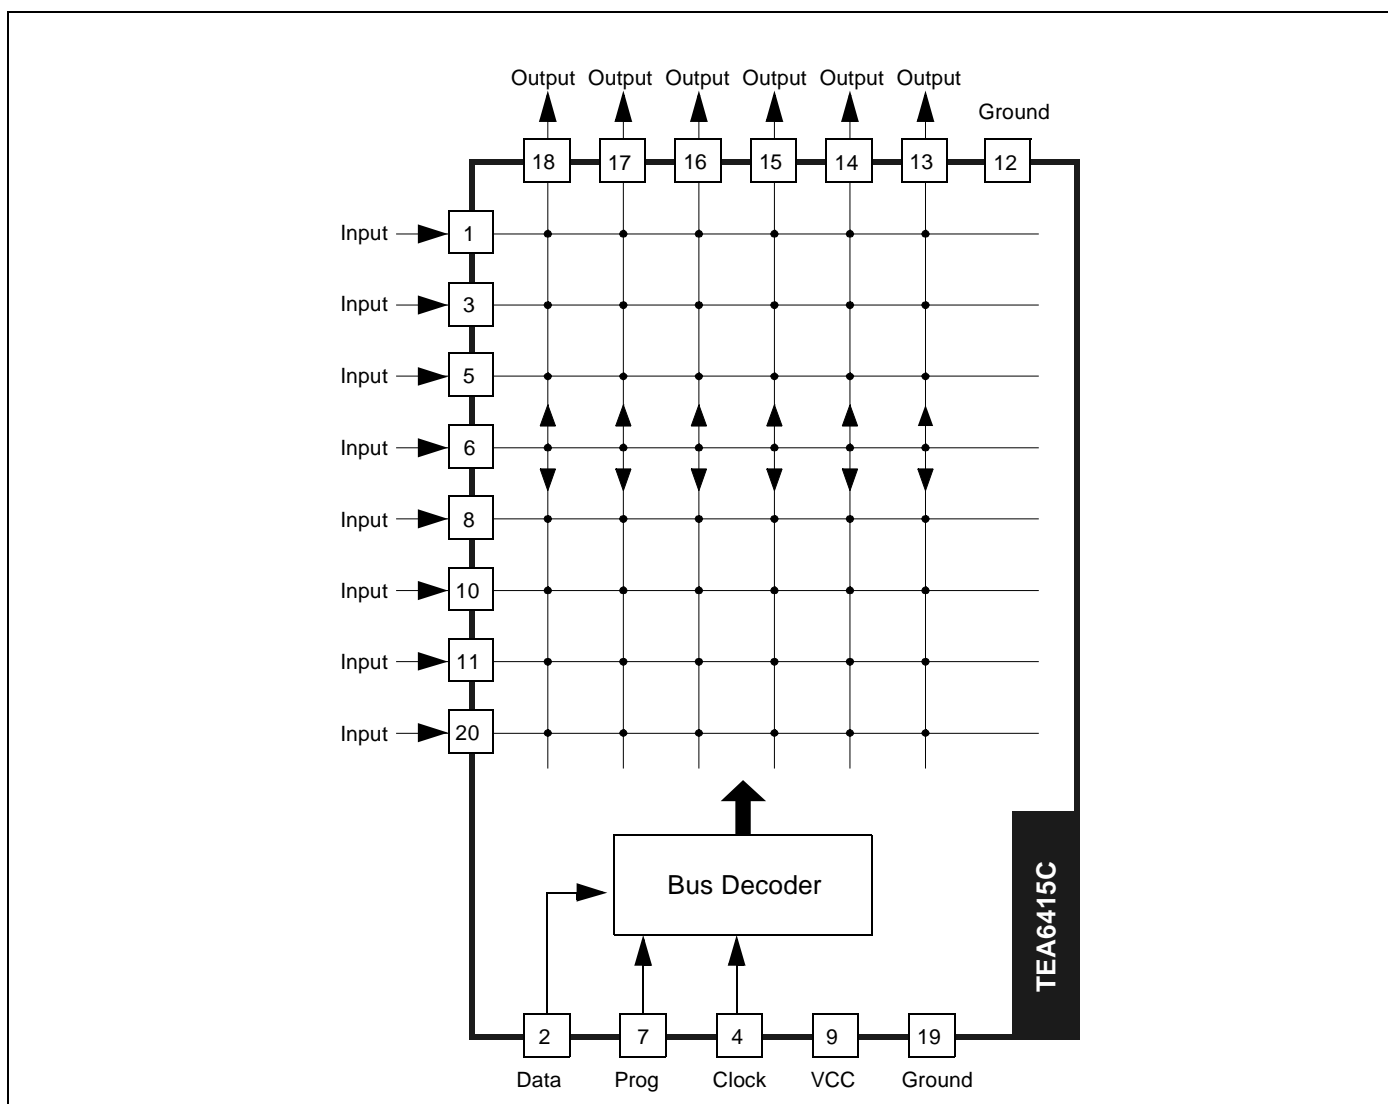 Output Output Output Output Output Output
Ground
18 17 16 15 14 13 12
Input 1
Input 3
Input 5
Input 6
Input 8
Input 10
Input 11
Input 20
Bus Decoder
TEA6415C
2 7 4 9 19
Data Prog Clock VCC Ground